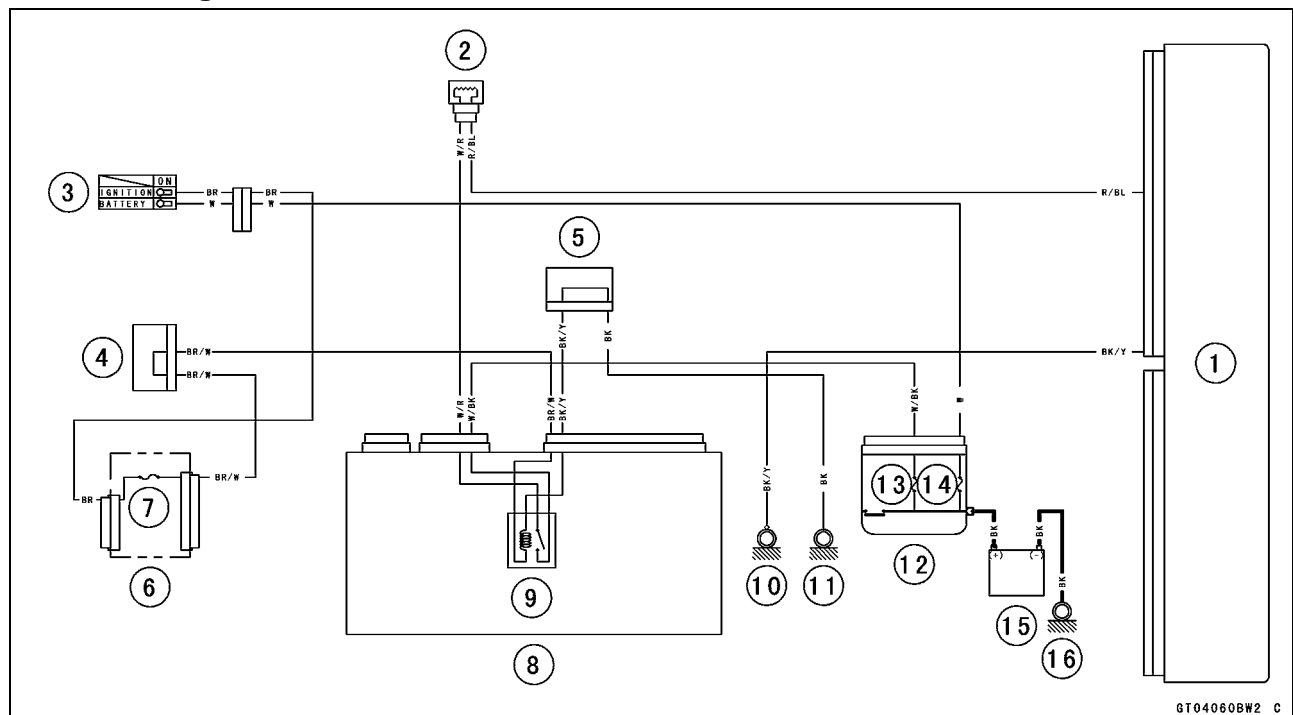 2
W/R
R/BL
3
ON
IGNITION
BATTERY
BR
W
BR
W
R/BL
5
4
BR/W
BR/W
BK/Y
BK
BK/Y
1
W/R
W/BK
BR/W
BK/Y
W/BK
W
BR
7
BR/W
6
9
8
BK/Y
10
BK
11
13
14
12
BK
(+)
(-)
BK
15
16
GT04060BW2 C